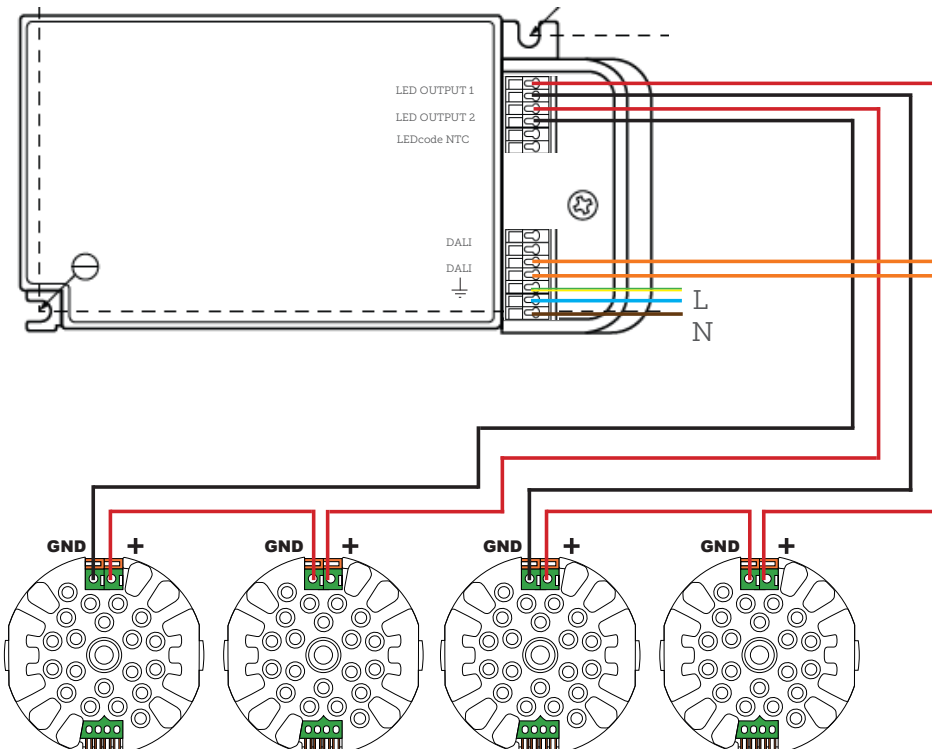 LED OUTPUT 1
LED OUTPUT 2
LEDcode NTC
DALI
DALI
L
N
GND +
GND +
GND +
GND +